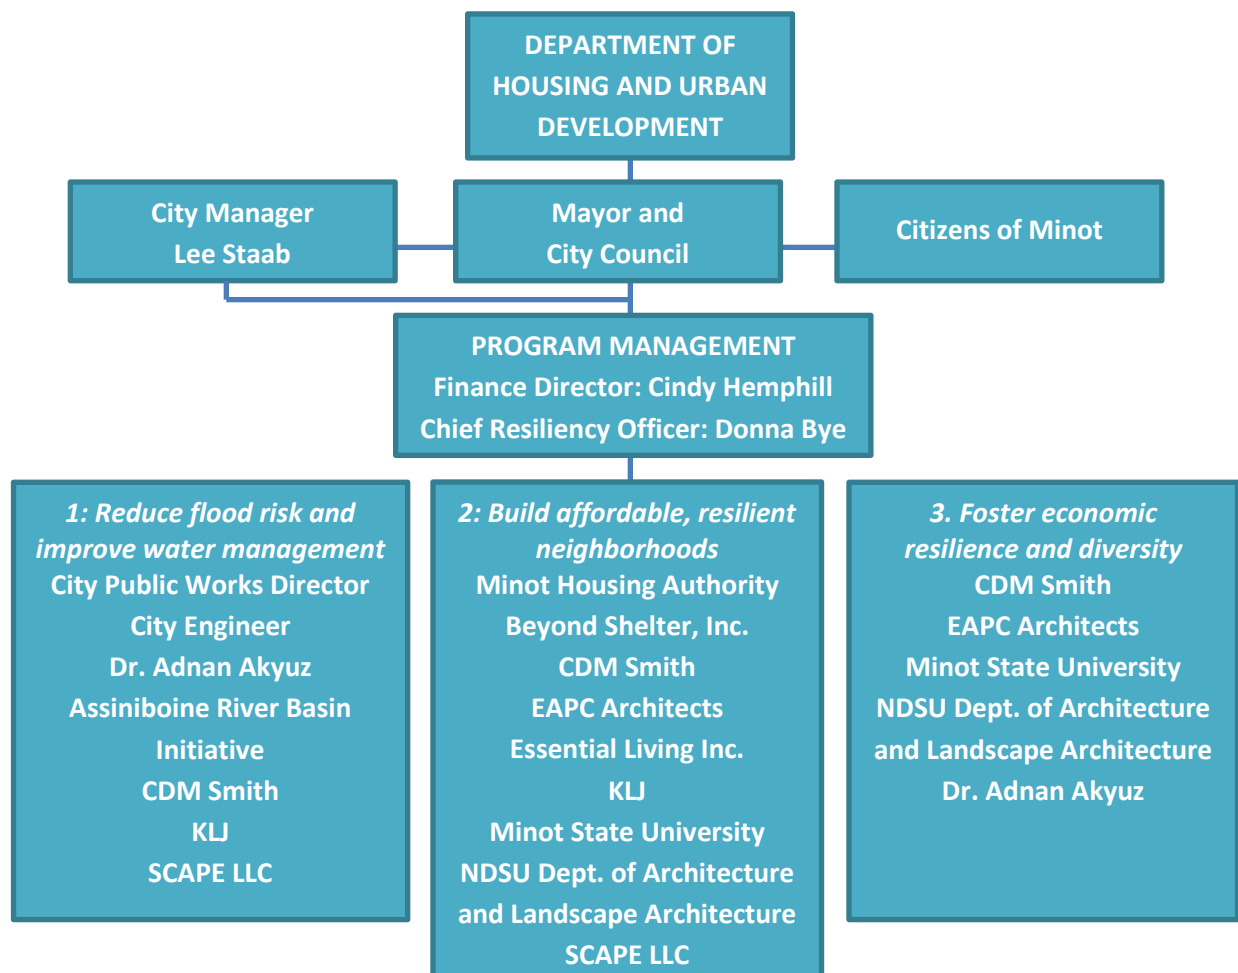 DEPARTMENT OF
HOUSING AND URBAN
DEVELOPMENT
City Manager
Lee Staab
Mayor and
City Council
Citizens of Minot
PROGRAM MANAGEMENT
Finance Director: Cindy Hemphill
Chief Resiliency Officer: Donna Bye
1: Reduce flood risk and
improve water management
City Public Works Director
City Engineer
Dr. Adnan Akyuz
Assiniboine River Basin
Initiative
CDM Smith
KLJ
SCAPE LLC
2: Build affordable, resilient
neighborhoods
Minot Housing Authority
Beyond Shelter, Inc.
CDM Smith
EAPC Architects
Essential Living Inc.
KLJ
Minot State University
NDSU Dept. of Architecture
and Landscape Architecture
SCAPE LLC
3. Foster economic
resilience and diversity
CDM Smith
EAPC Architects
Minot State University
NDSU Dept. of Architecture
and Landscape Architecture
Dr. Adnan Akyuz